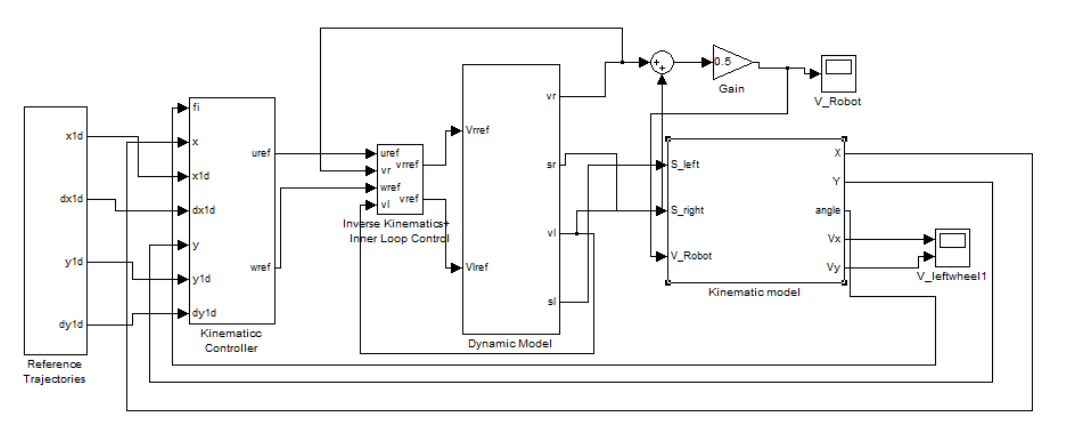 x1d
dx1d
y1d
dy1d
Reference
Trajectories
fi
x
x1d
dx1d
y
y1d
dy1d
uref
wref
Kinematicc
Controller
uref
vr
wref
vl
vrref
vref
Inverse Kinematics+
Inner Loop Control
Vrref
Vlref
vr
sr
vl
sl
Dynamic Model
0.5
Gain
V_Robot
S_left
S_right
V_Robot
X
Y
angle
Vx
Vy
Kinematic model
V_leftwheel1